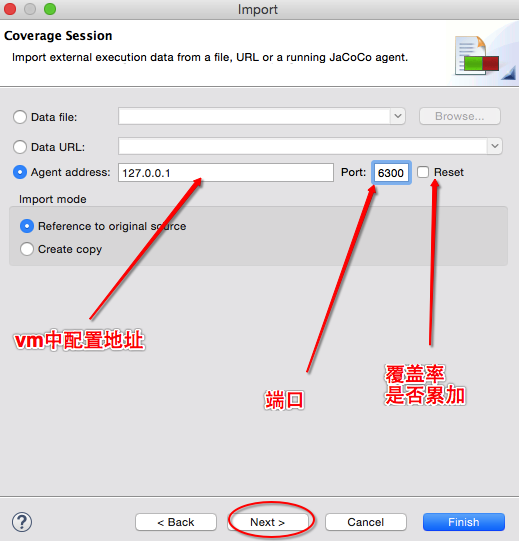 Import
Coverage Session
Import external execution data from a file, URL or a running JaCoCo agent.
Data file:
Browse...
Data URL:
Agent address: 127.0.0.1 Port: 6300 Reset
Import mode
Reference to original source
Create copy
vm中配置地址
端口
覆盖率
是否累加
? < Back Next > Cancel Finish